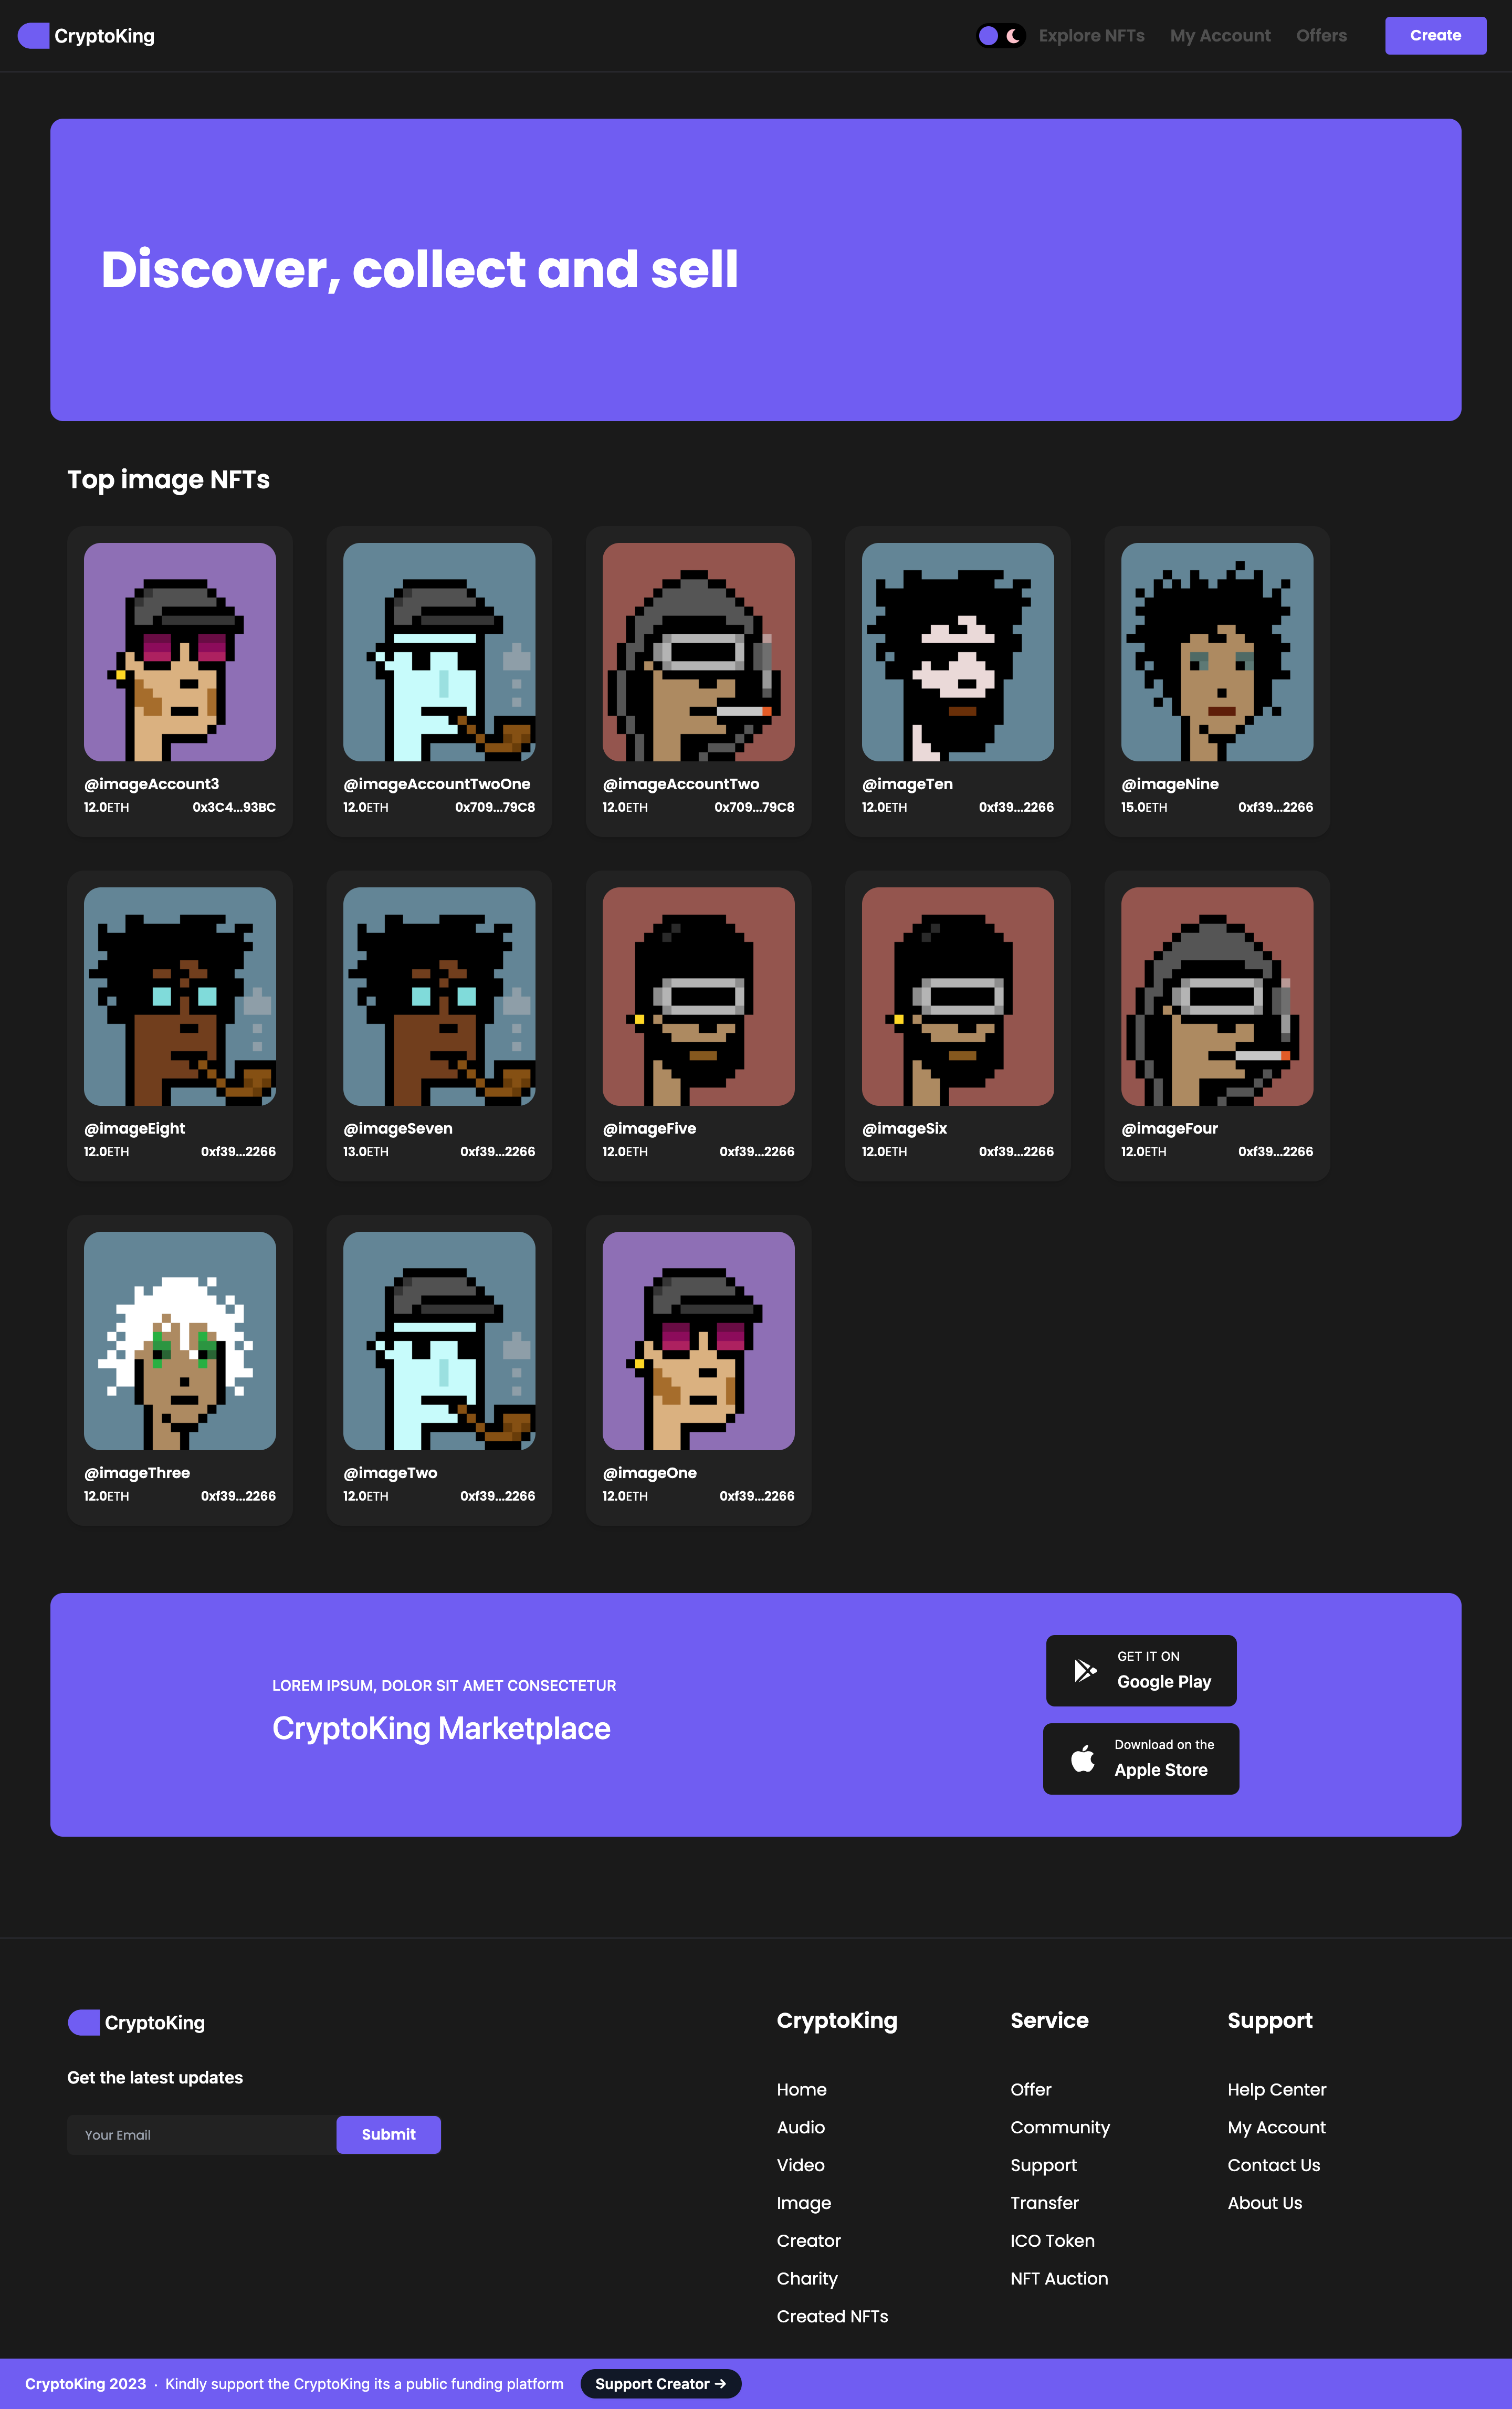 CryptoKing
Explore NFTs
My Account
Offers
Create
Discover, collect and sell
Top image NFTs
@imageAccount3
12.0ETH 0x3C4...93BC
@imageAccountTwoOne
12.0ETH 0x709...79C8
@imageAccountTwo
12.0ETH 0x709...79C8
@imageTen
12.0ETH 0xf39...2266
@imageNine
15.0ETH 0xf39...2266
@imageEight
12.0ETH 0xf39...2266
@imageSeven
13.0ETH 0xf39...2266
@imageFive
12.0ETH 0xf39...2266
@imageSix
12.0ETH 0xf39...2266
@imageFour
12.0ETH 0xf39...2266
@imageThree
12.0ETH 0xf39...2266
@imageTwo
12.0ETH 0xf39...2266
@imageOne
12.0ETH 0xf39...2266
LOREM IPSUM, DOLOR SIT AMET CONSECTETUR
CryptoKing Marketplace
GET IT ON
Google Play
Download on the
Apple Store
CryptoKing
Get the latest updates
Your Email
Submit
CryptoKing
Home
Audio
Video
Image
Creator
Charity
Created NFTs
Service
Offer
Community
Support
Transfer
ICO Token
NFT Auction
Support
Help Center
My Account
Contact Us
About Us
CryptoKing 2023 · Kindly support the CryptoKing its a public funding platform
Support Creator →